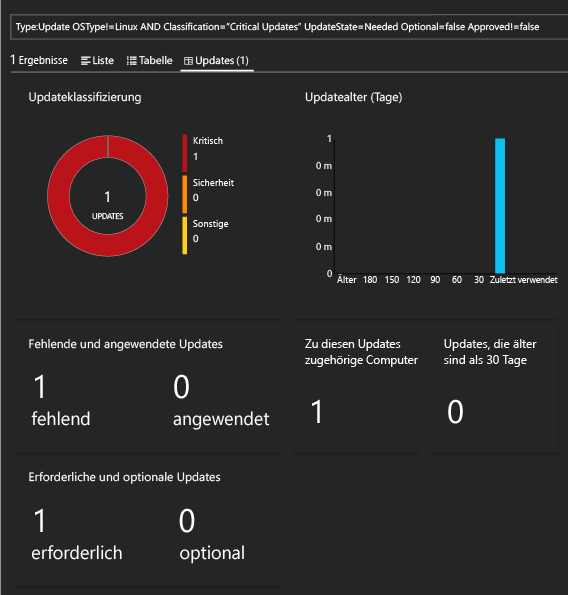 Type:Update OSType!=Linux AND Classification="Critical Updates" UpdateState=Needed Optional=false Approved!=false
1 Ergebnisse Liste Tabelle Updates (1)
Updateklassifizierung
1
UPDATES
Kritisch
1
Sicherheit
0
Sonstige
0
Updatealter (Tage)
1
0 m
0 m
0 m
0 m
0
Älter 180 150 120 90 60 30 Zuletzt verwendet
Fehlende und angewendete Updates
1 0
fehlend angewendet
Zu diesen Updates
zugehörige Computer
1
Updates, die älter
sind als 30 Tage
0
Erforderliche und optionale Updates
1 0
erforderlich optional